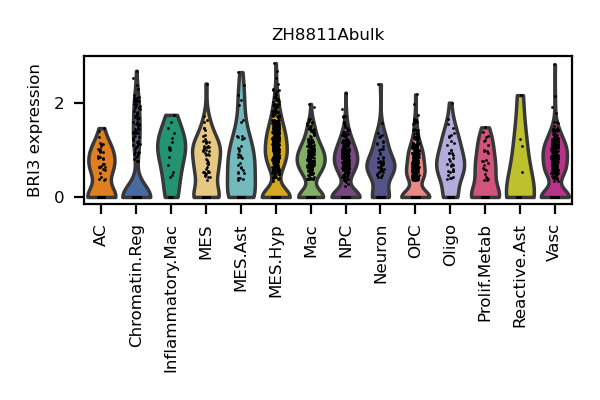 ZH8811Abulk
BRI3 expression
2
0
AC
Chromatin.Reg
Inflammatory.Mac
MES
MES.Ast
MES.Hyp
Mac
NPC
Neuron
OPC
Oligo
Prolif.Metab
Reactive.Ast
Vasc